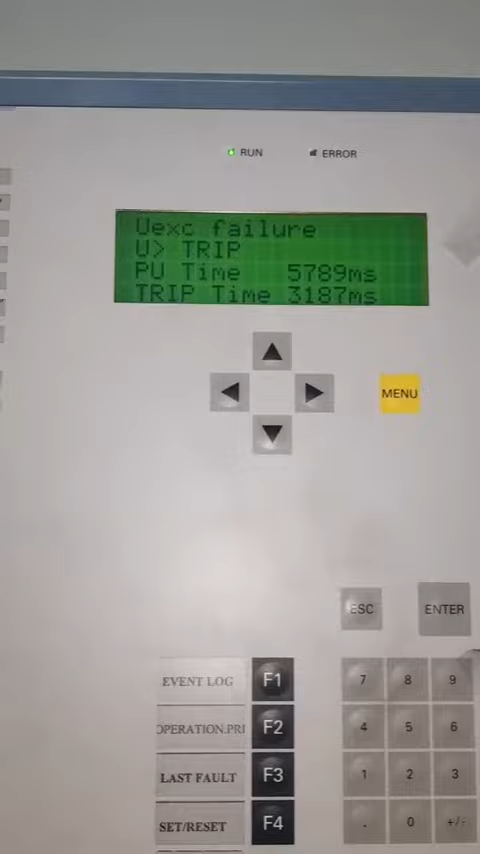 RUN ERROR
Uexc failure
U> TRIP
PU Time 5789ms
TRIP Time 3187ms
MENU
ESC ENTER
EVENT LOG F1 7 8 9
OPERATION.PRI F2 4 5 6
LAST FAULT F3 1 2 3
SET/RESET F4 . 0 +/-